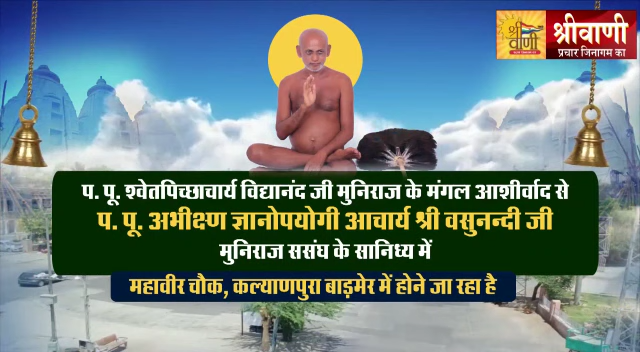 श्री
वाणी
श्रीवाणी
प्रचार जिनागम का
प. पू. श्वेतपिच्छाचार्य विद्यानंद जी मुनिराज के मंगल आशीर्वाद से
प. पू. अभीक्ष्ण ज्ञानोपयोगी आचार्य श्री वसुनन्दी जी
मुनिराज ससंघ के सानिध्य में
महावीर चौक, कल्याणपुरा बाड़मेर में होने जा रहा है